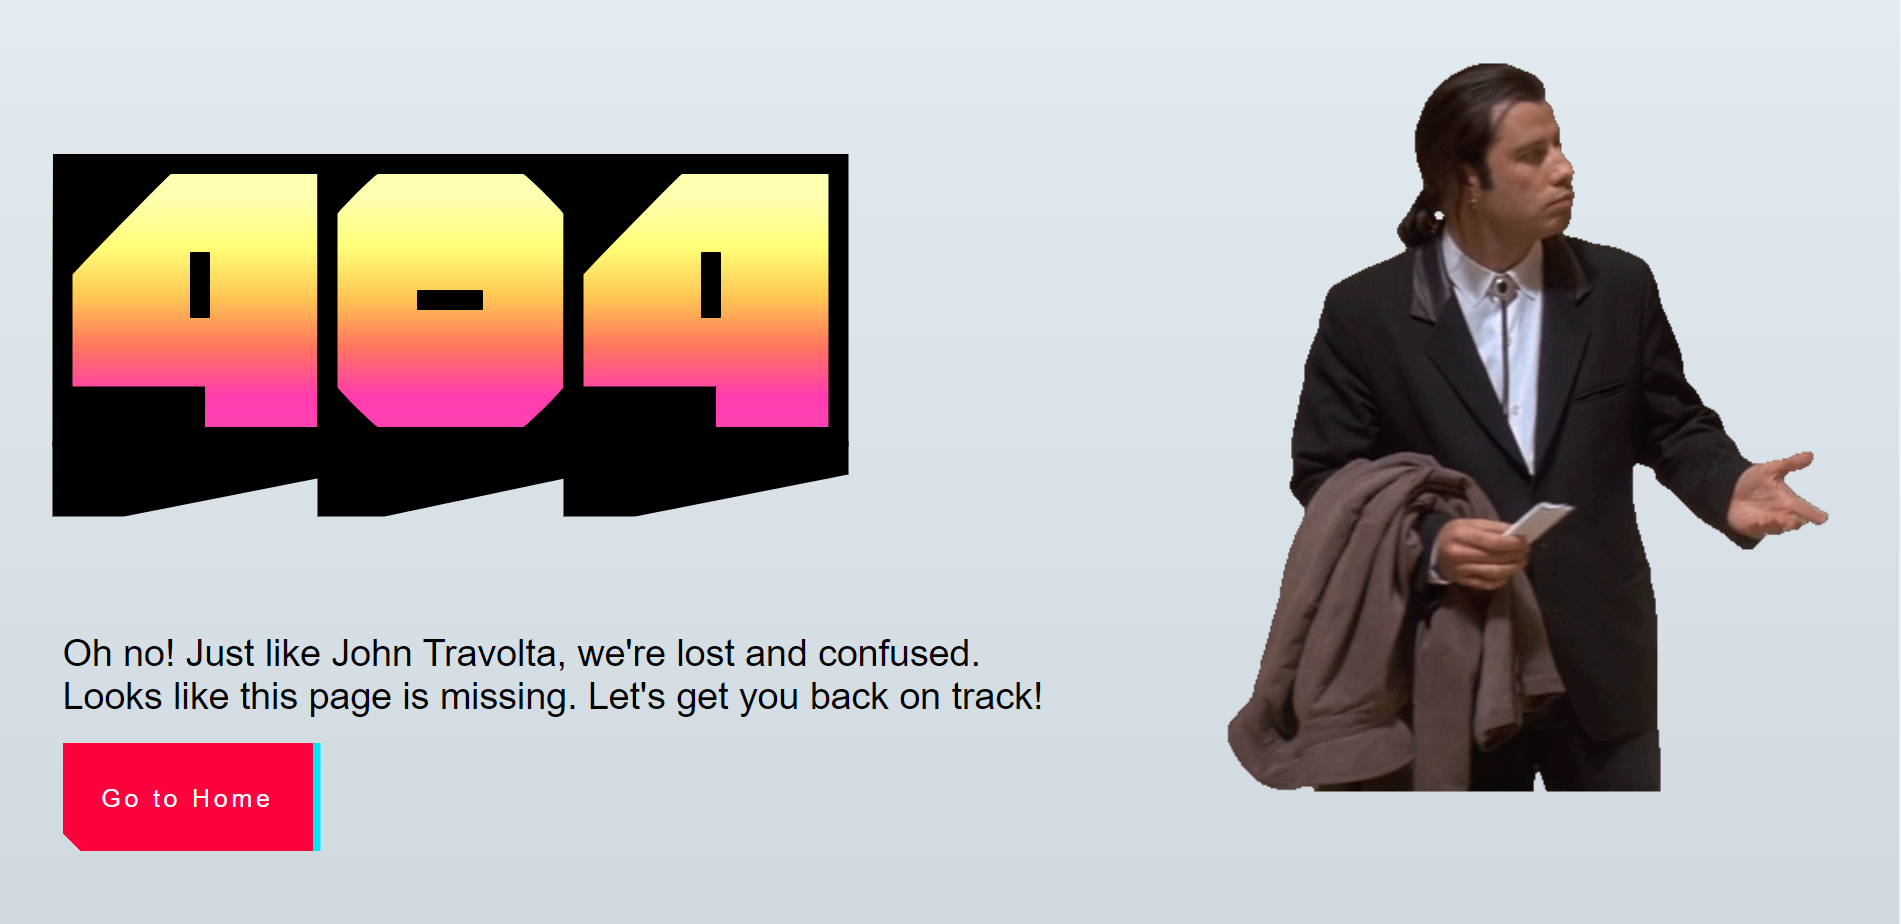 404
Oh no! Just like John Travolta, we're lost and confused.
Looks like this page is missing. Let's get you back on track!
Go to Home